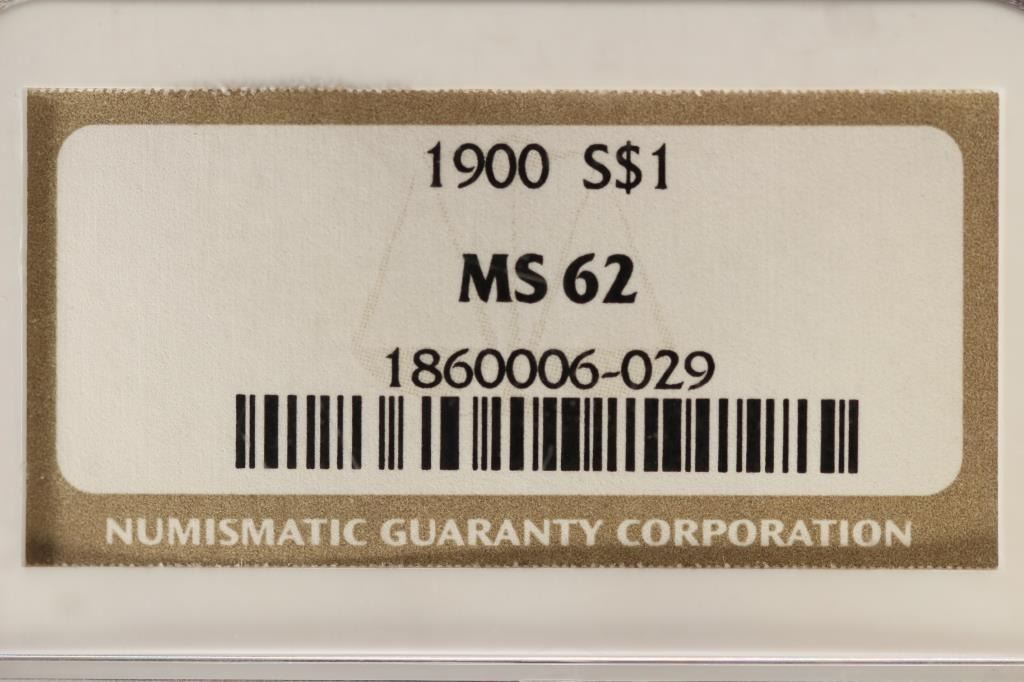 1900 S$1
MS 62
1860006-029
NUMISMATIC GUARANTY CORPORATION